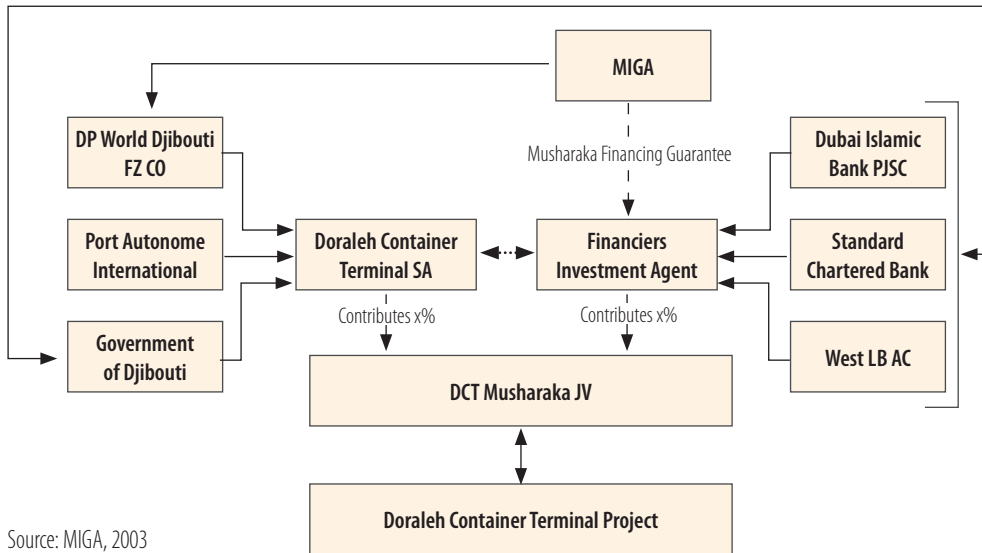 MIGA
DP World Djibouti
FZ CO
Musharaka Financing Guarantee
Dubai Islamic
Bank PJSC
Port Autonome
International
Doraleh Container
Terminal SA
Financiers
Investment Agent
Standard
Chartered Bank
Contributes x%
Contributes x%
Government
of Djibouti
West LB AC
DCT Musharaka JV
Doraleh Container Terminal Project
Source: MIGA, 2003